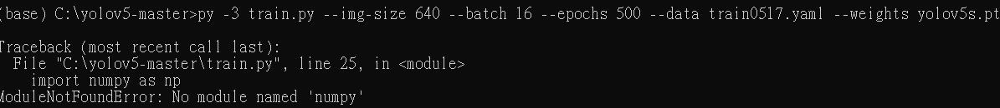 (base) C:\yolov5-master>py -3 train.py --img-size 640 --batch 16 --epochs 500 --data train0517.yaml --weights yolov5s.pt
Traceback (most recent call last):
  File "C:\yolov5-master\train.py", line 25, in <module>
    import numpy as np
ModuleNotFoundError: No module named 'numpy'